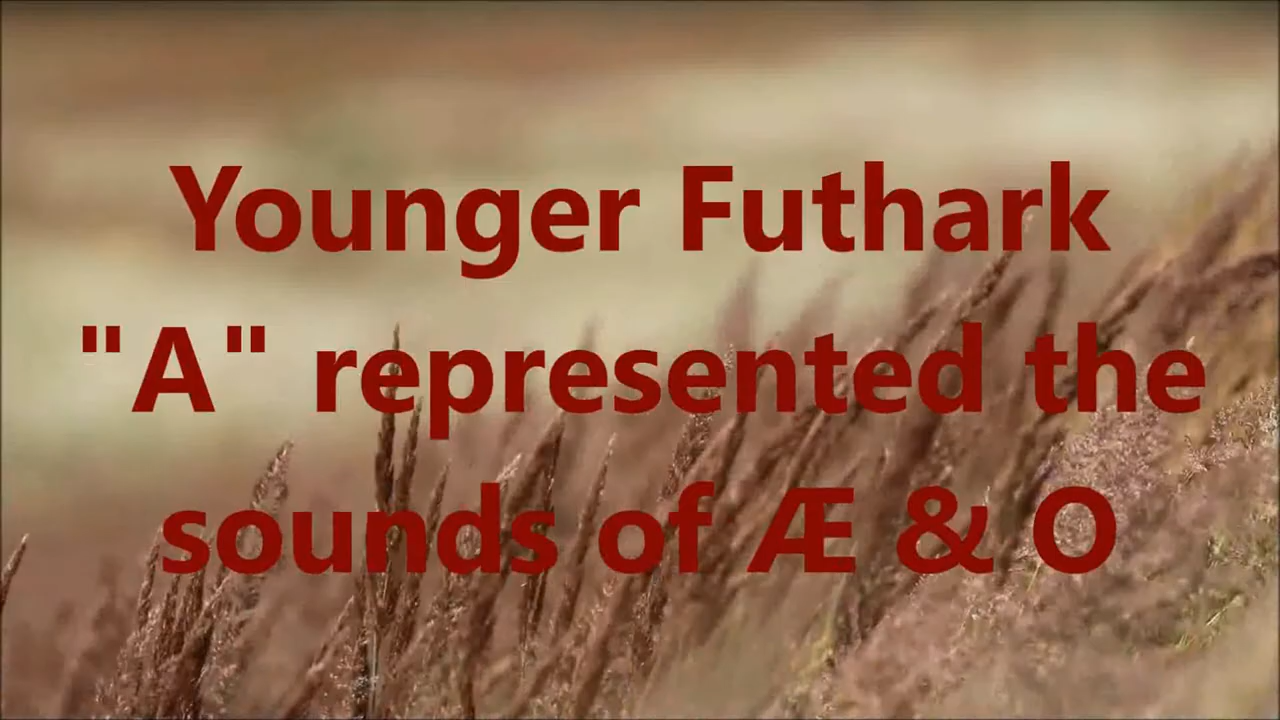 Younger Futhark
"A" represented the
sounds of Æ & O